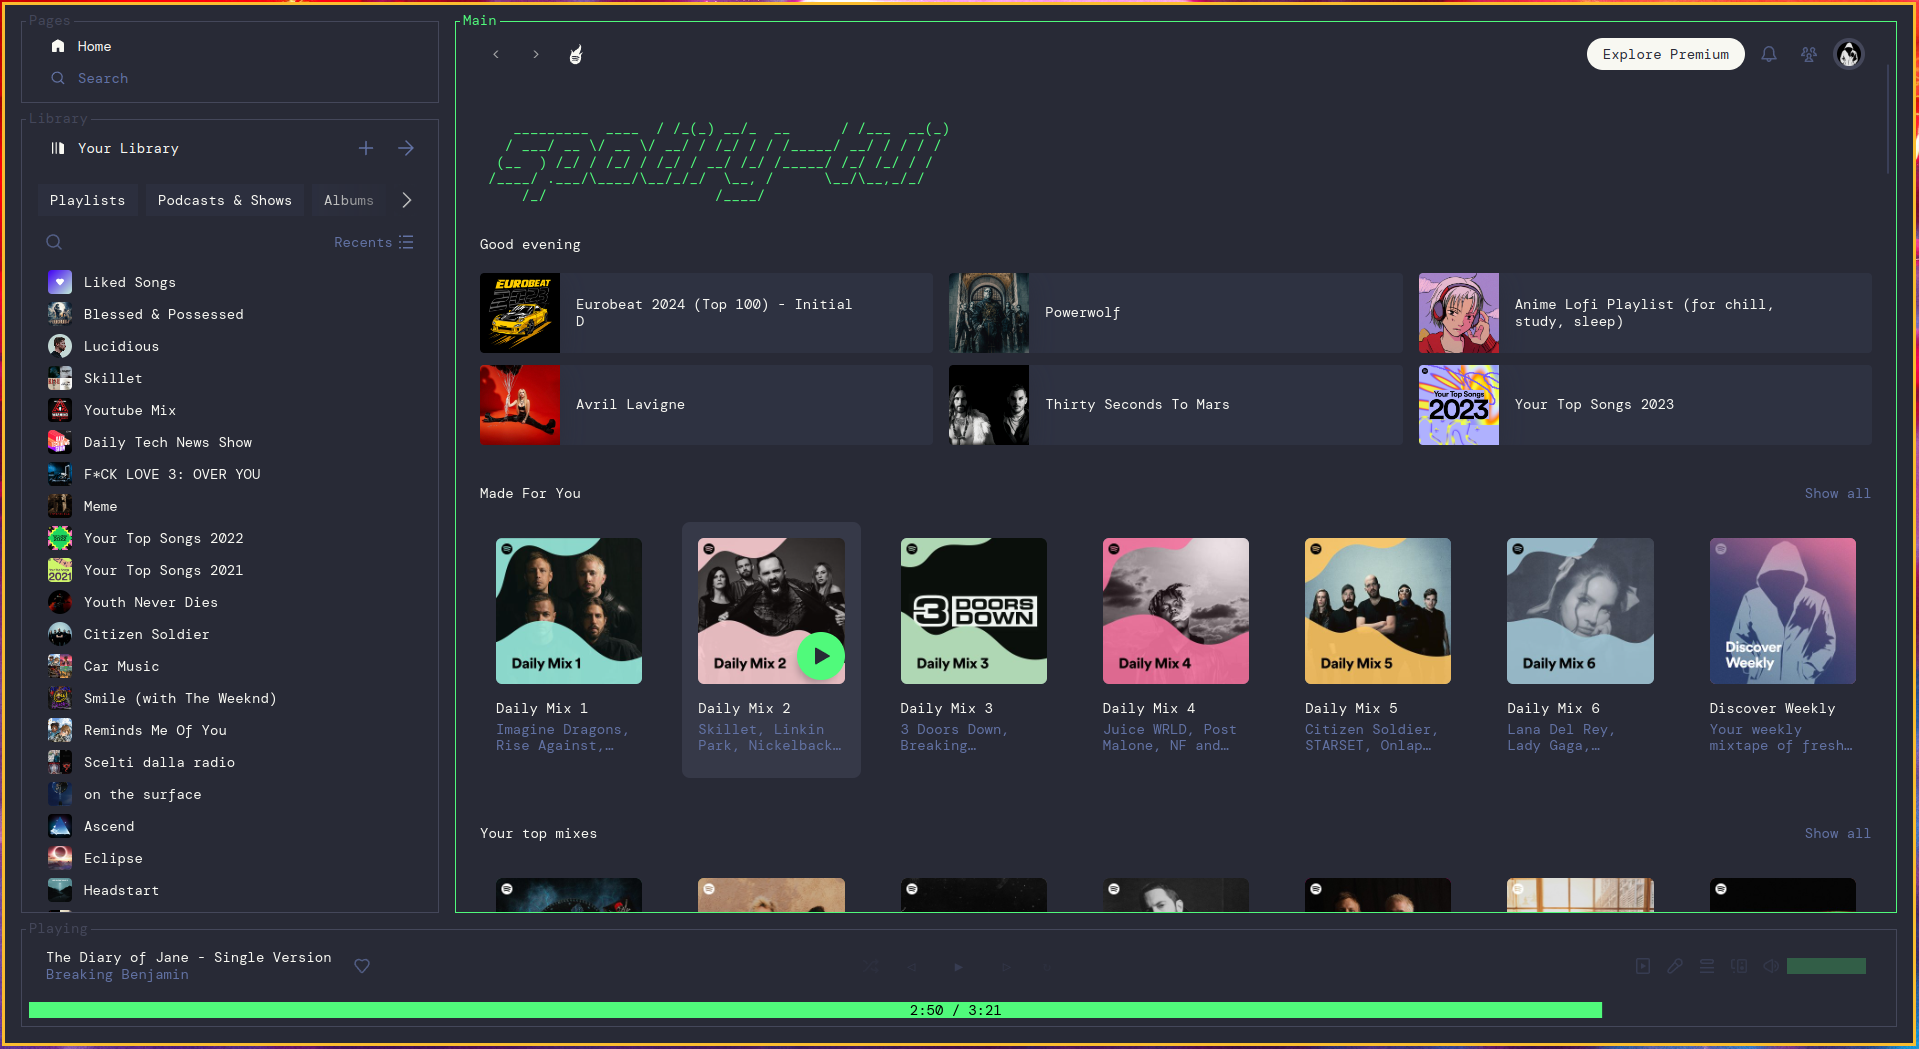 Pages
Home
Search
Library
Your Library
Playlists
Podcasts & Shows
Albums
Recents
Liked Songs
Blessed & Possessed
Lucidious
Skillet
Youtube Mix
Daily Tech News Show
F*CK LOVE 3: OVER YOU
Meme
Your Top Songs 2022
Your Top Songs 2021
Youth Never Dies
Citizen Soldier
Car Music
Smile (with The Weeknd)
Reminds Me Of You
Scelti dalla radio
on the surface
Ascend
Eclipse
Headstart
Main
Explore Premium
spotify-tui
Good evening
EUROBEAT
2024
Eurobeat 2024 (Top 100) - Initial
D
Powerwolf
Anime Lofi Playlist (for chill,
study, sleep)
Avril Lavigne
Thirty Seconds To Mars
Your Top Songs
2023
Your Top Songs 2023
Made For You
Show all
Daily Mix 1
Daily Mix 1
Imagine Dragons,
Rise Against,…
Daily Mix 2
Daily Mix 2
Skillet, Linkin
Park, Nickelback…
3 DOORS
DOWN
Daily Mix 3
Daily Mix 3
3 Doors Down,
Breaking…
Daily Mix 4
Daily Mix 4
Juice WRLD, Post
Malone, NF and…
Daily Mix 5
Daily Mix 5
Citizen Soldier,
STARSET, Onlap…
Daily Mix 6
Daily Mix 6
Lana Del Rey,
Lady Gaga,…
Discover
Weekly
Discover Weekly
Your weekly
mixtape of fresh…
Your top mixes
Show all
Playing
The Diary of Jane - Single Version
Breaking Benjamin
2:50 / 3:21